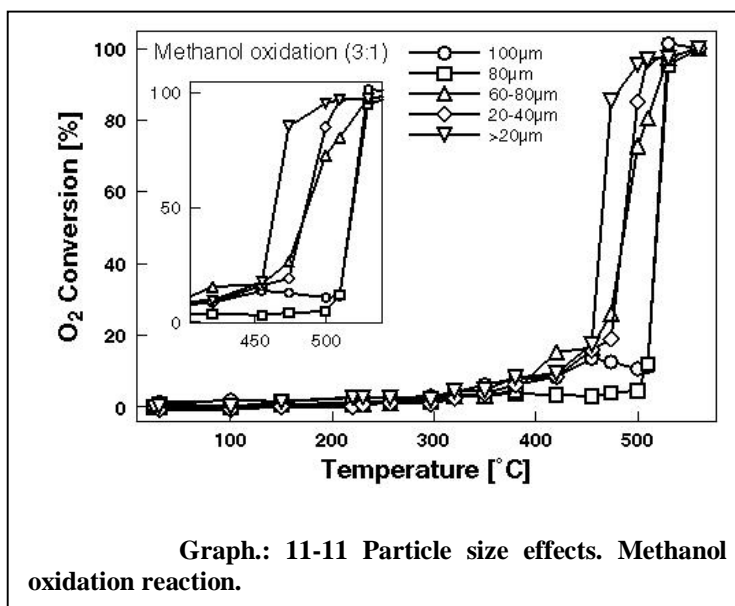 Methanol oxidation (3:1)
100µm
80µm
60-80µm
20-40µm
>20µm
O2 Conversion [%]
100
80
60
40
20
0
100
50
0
450
500
100
200
300
400
500
Temperature [°C]
Graph.: 11-11 Particle size effects. Methanol
oxidation reaction.